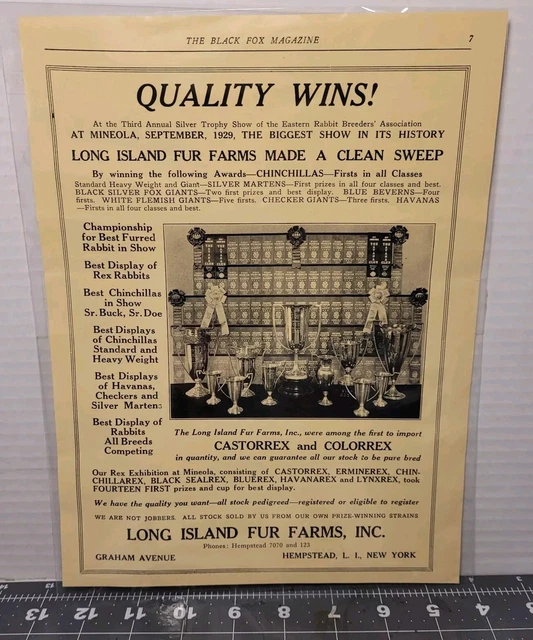 THE BLACK FOX MAGAZINE 7
QUALITY WINS!
At the Third Annual Silver Trophy Show of the Eastern Rabbit Breeders' Association
AT MINEOLA, SEPTEMBER, 1929, THE BIGGEST SHOW IN ITS HISTORY
LONG ISLAND FUR FARMS MADE A CLEAN SWEEP
By winning the following Awards—CHINCHILLAS—Firsts in all Classes
Standard Heavy Weight and Giant—SILVER MARTENS—First prizes in all four classes and best.
BLACK SILVER FOX GIANTS—Two first prizes and best display. BLUE BEVERNS—Four
firsts. WHITE FLEMISH GIANTS—Five firsts. CHECKER GIANTS—Three firsts. HAVANAS
—Firsts in all four classes and best.
Championship
for Best Furred
Rabbit in Show
Best Display of
Rex Rabbits
Best Chinchillas
in Show
Sr. Buck, Sr. Doe
Best Displays
of Chinchillas
Standard and
Heavy Weight
Best Displays
of Havanas,
Checkers and
Silver Martens
Best Display of
Rabbits
All Breeds
Competing
The Long Island Fur Farms, Inc., were among the first to import
CASTORREX and COLORREX
in quantity, and we can guarantee all our stock to be pure bred
Our Rex Exhibition at Mineola, consisting of CASTORREX, ERMINEREX, CHIN-
CHILLAREX, BLACK SEALREX, BLUEREX, HAVANAREX and LYNXREX, took
FOURTEEN FIRST prizes and cup for best display.
We have the quality you want—all stock pedigreed—registered or eligible to register
WE ARE NOT JOBBERS. ALL STOCK SOLD BY US FROM OUR OWN PRIZE-WINNING STRAINS
LONG ISLAND FUR FARMS, INC.
Phones: Hempstead 7070 and 123
GRAHAM AVENUE HEMPSTEAD, L. I., NEW YORK
13 12 11 10 9 8 7 6 5 4 3 2